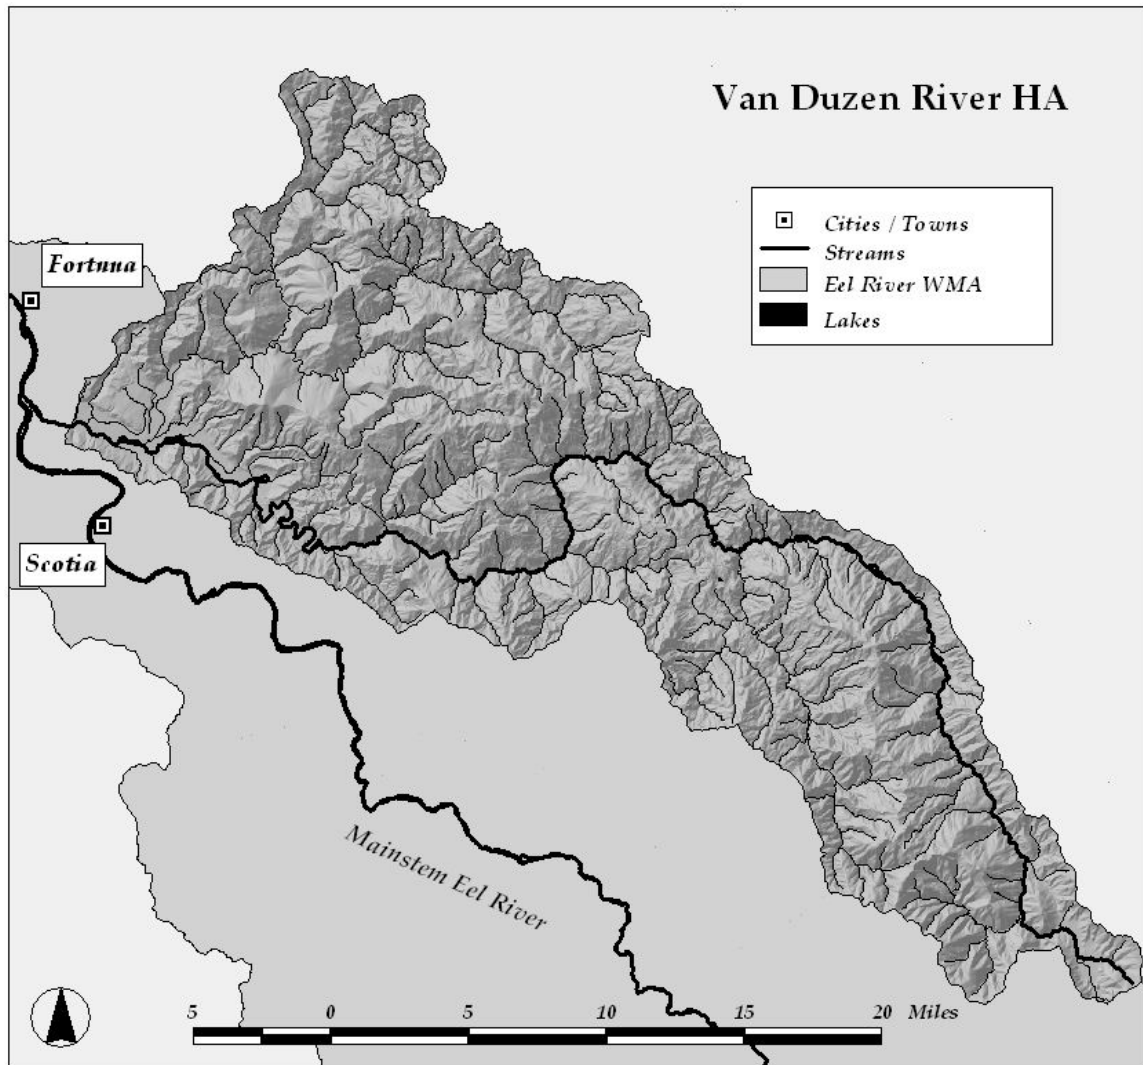 Van Duzen River HA
Cities / Towns
Streams
Eel River WMA
Lakes
Fortuna
Scotia
Mainstem Eel River
5 0 5 10 15 20 Miles